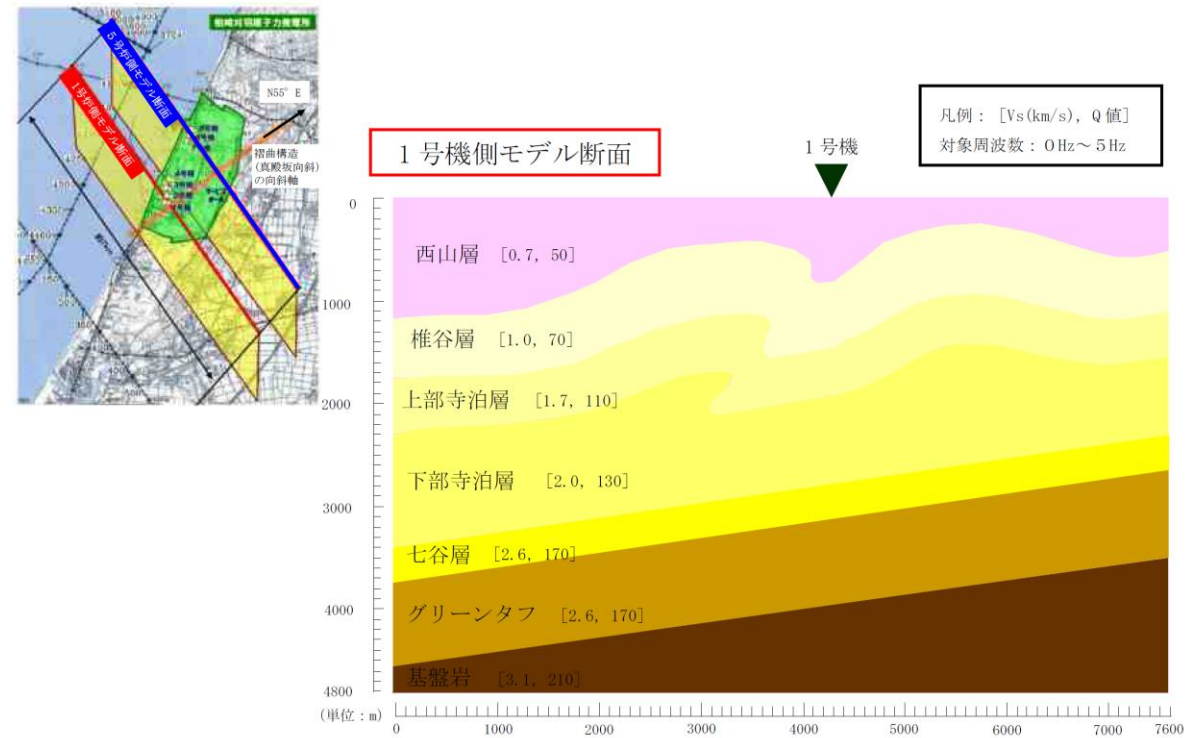 柏崎刈羽原子力発電所
5号炉側モデル断面
1号炉側モデル断面
N55° E
褶曲構造
(真殿坂向斜)
の向斜軸
1号機側モデル断面
1号機
凡例：[Vs(km/s)，Q値]
対象周波数：0Hz～5Hz
0
西山層 [0.7, 50]
1000
椎谷層 [1.0, 70]
上部寺泊層 [1.7, 110]
2000
下部寺泊層 [2.0, 130]
3000
七谷層 [2.6, 170]
4000
グリーンタフ [2.6, 170]
基盤岩 [3.1, 210]
4800
(単位：m)
0 1000 2000 3000 4000 5000 6000 7000 7600